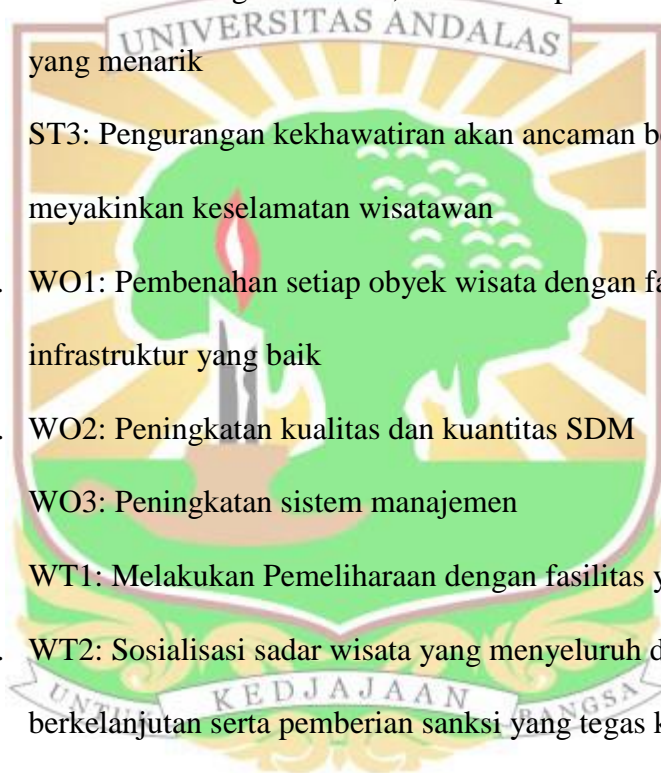 UNIVERSITAS ANDALAS
yang menarik
ST3: Pengurangan kekhawatiran akan ancaman
meyakinkan keselamatan wisatawan
WO1: Pembenahan setiap obyek wisata dengan
infrastruktur yang baik
WO2: Peningkatan kualitas dan kuantitas SDM
WO3: Peningkatan sistem manajemen
WT1: Melakukan Pemeliharaan dengan fasilitas
WT2: Sosialisasi sadar wisata yang menyeluruh
UNTUK KEDJAJAAN BANGSA
berkelanjutan serta pemberian sanksi yang tegas